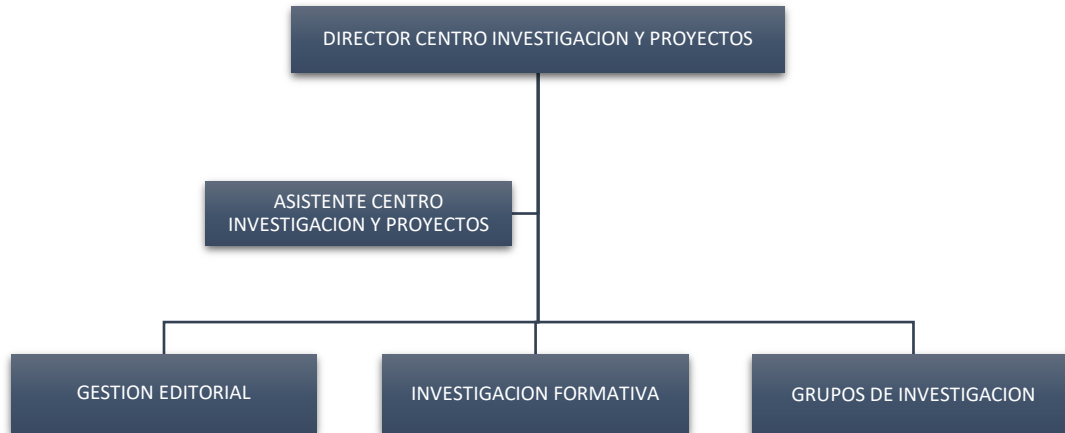 DIRECTOR CENTRO INVESTIGACION Y PROYECTOS
ASISTENTE CENTRO
INVESTIGACION Y PROYECTOS
GESTION EDITORIAL
INVESTIGACION FORMATIVA
GRUPOS DE INVESTIGACION